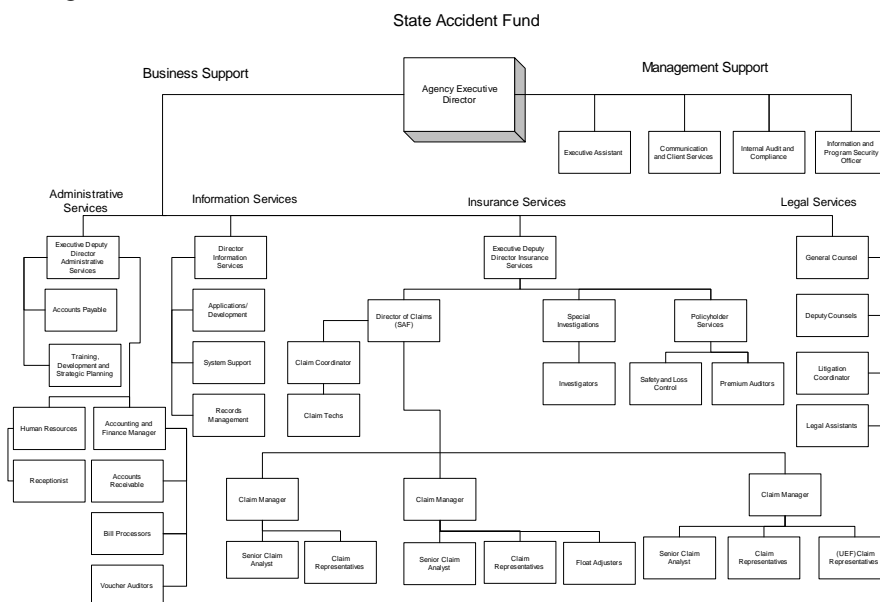 State Accident Fund
Business Support
Management Support
Agency Executive
Director
Executive Assistant
Communication
and Client Services
Internal Audit and
Compliance
Information and
Program Security
Officer
Administrative
Services
Information Services
Insurance Services
Legal Services
Executive Deputy
Director
Administrative
Services
Director
Information
Services
Executive Deputy
Director Insurance
Services
General Counsel
Accounts Payable
Applications/
Development
Director of Claims
(SAF)
Special
Investigations
Policyholder
Services
Deputy Counsels
Training,
Development and
Strategic Planning
System Support
Claim Coordinator
Investigators
Safety and Loss
Control
Premium Auditors
Litigation
Coordinator
Human Resources
Accounting and
Finance Manager
Records
Management
Claim Techs
Legal Assistants
Receptionist
Accounts
Receivable
Claim Manager
Claim Manager
Claim Manager
Bill Processors
Senior Claim
Analyst
Claim
Representatives
Senior Claim
Analyst
Claim
Representatives
Float Adjusters
Senior Claim
Analyst
Claim
Representatives
(UEF) Claim
Representatives
Voucher Auditors